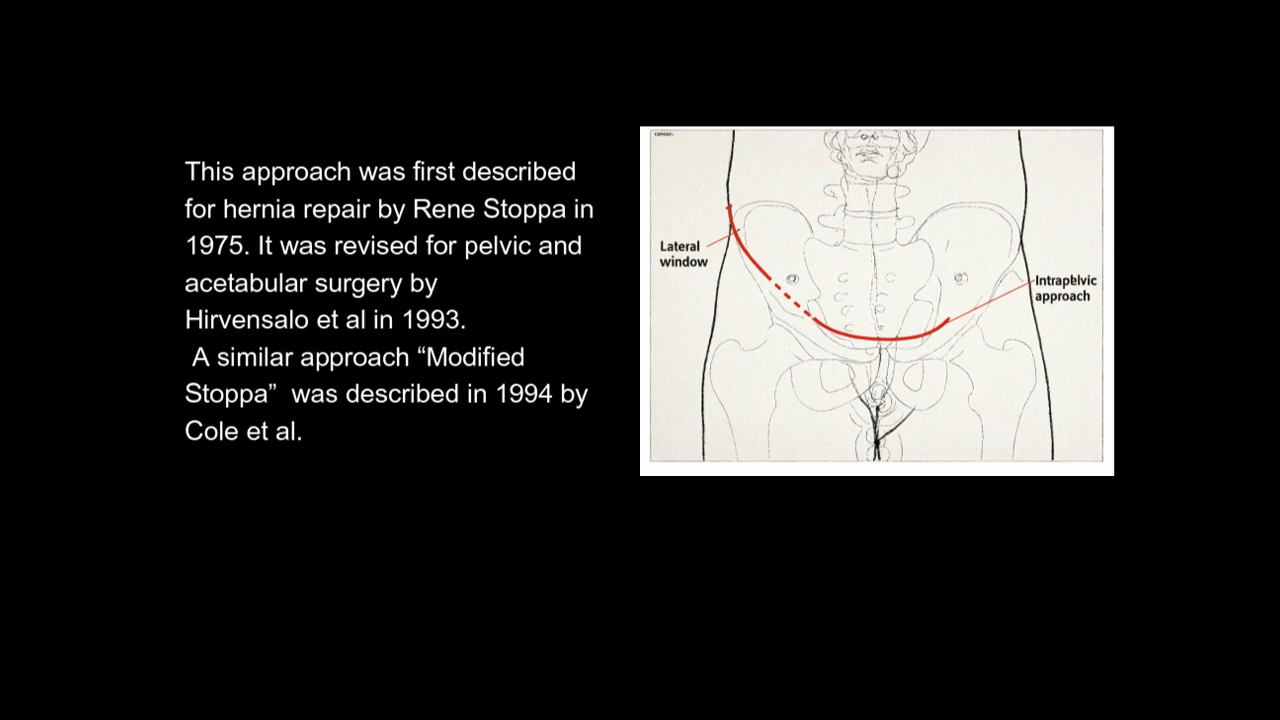 This approach was first described
for hernia repair by Rene Stoppa in
1975. It was revised for pelvic and
acetabular surgery by
Hirvensalo et al in 1993.
A similar approach “Modified
Stoppa”  was described in 1994 by
Cole et al.
Lateral
window
Intrapelvic
approach